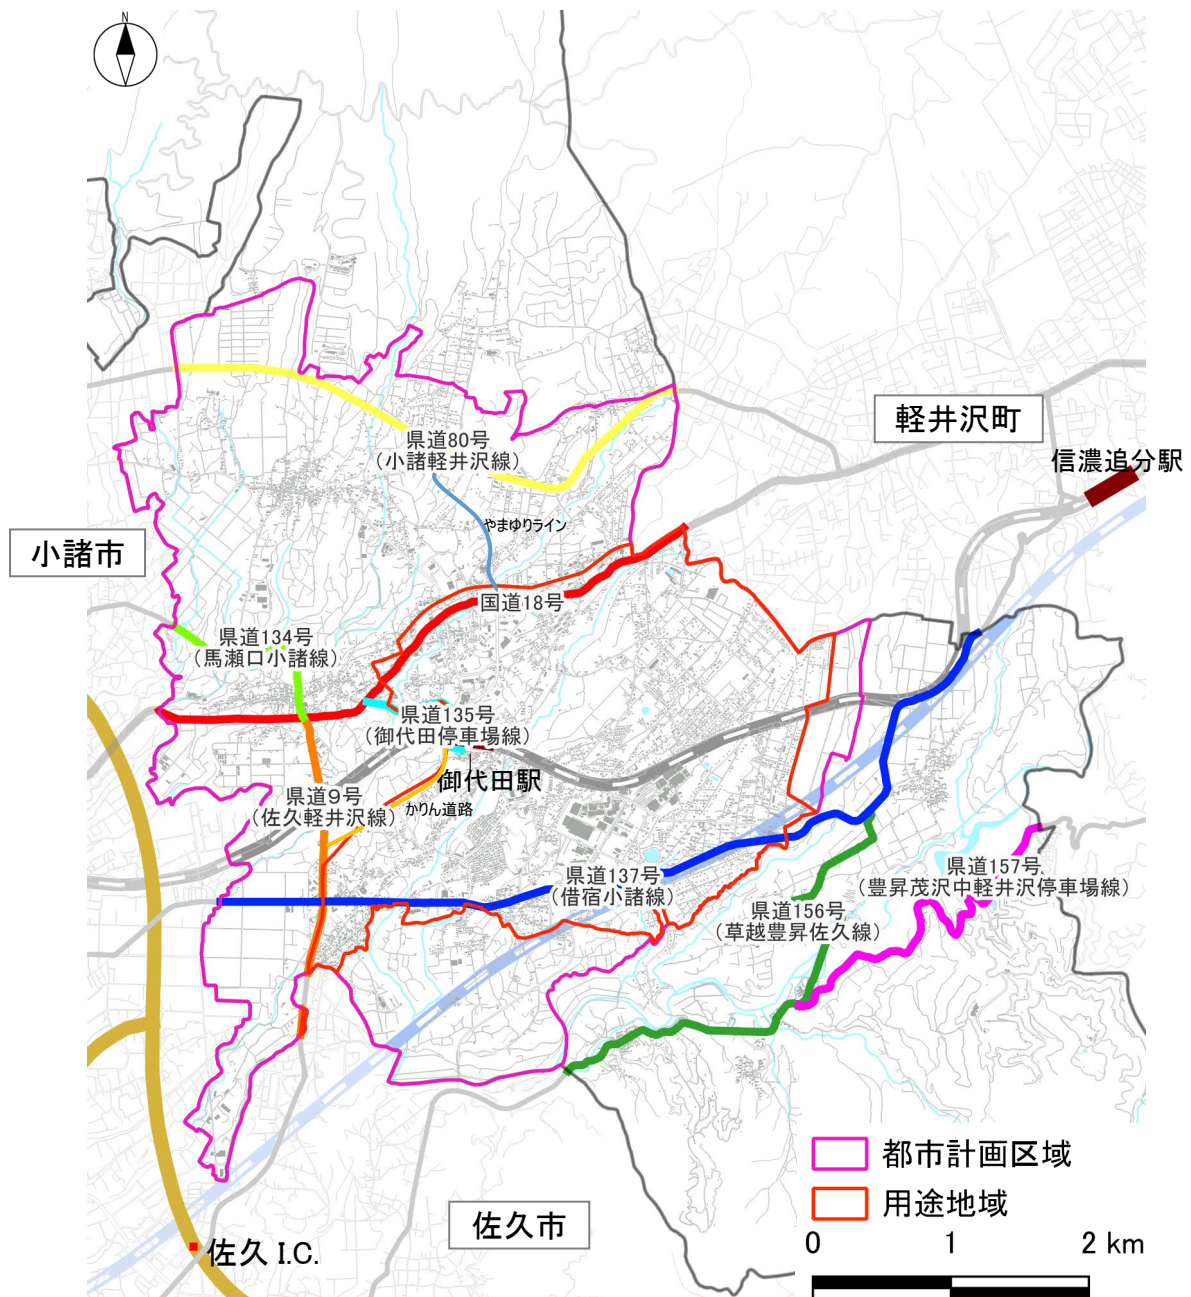 N
県道80号
(小諸軽井沢線)
軽井沢町
信濃追分駅
やまゆりライン
小諸市
国道18号
県道134号
(馬瀬口小諸線)
県道135号
(御代田停車場線)
御代田駅
県道9号
(佐久軽井沢線)
かりん道路
県道137号
(借宿小諸線)
県道157号
(豊昇茂沢中軽井沢停車場線)
県道156号
(草越豊昇佐久線)
都市計画区域
用途地域
佐久市
佐久 I.C.
0 1 2 km